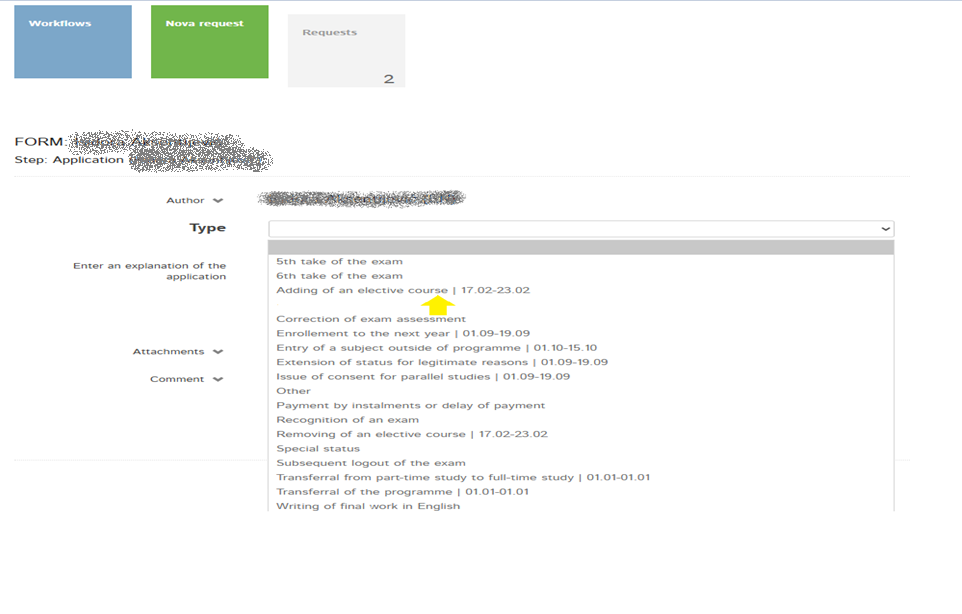 Workflows
Nova request
Requests
2
FORM:
Step: Application
Author
Type
Enter an explanation of the
application
5th take of the exam
6th take of the exam
Adding of an elective course | 17.02-23.02
Correction of exam assessment
Enrollement to the next year | 01.09-19.09
Entry of a subject outside of programme | 01.10-15.10
Extension of status for legitimate reasons | 01.09-19.09
Issue of consent for parallel studies | 01.09-19.09
Other
Payment by instalments or delay of payment
Recognition of an exam
Removing of an elective course | 17.02-23.02
Special status
Subsequent logout of the exam
Transferral from part-time study to full-time study | 01.01-01.01
Transferral of the programme | 01.01-01.01
Writing of final work in English
Attachments
Comment